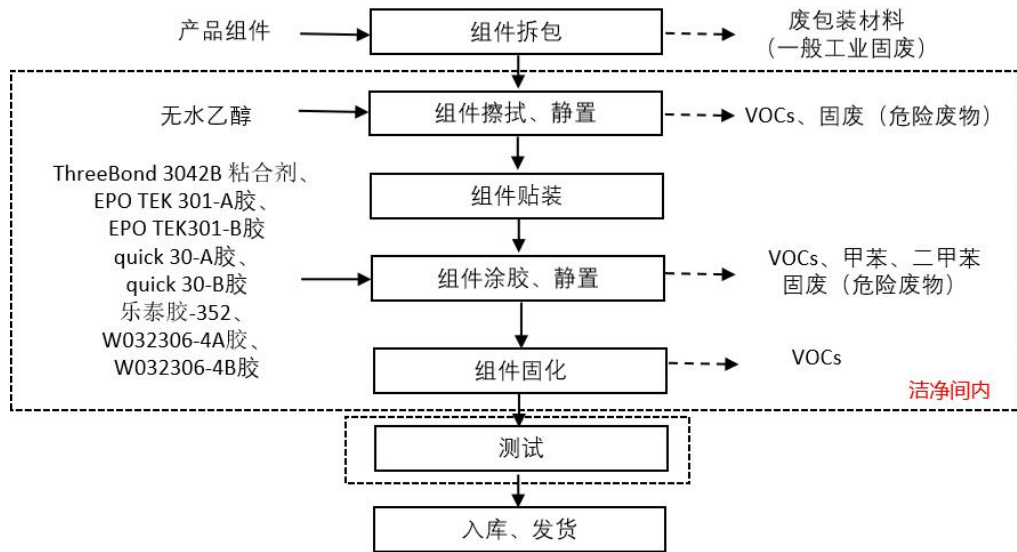 产品组件
组件拆包
废包装材料
（一般工业固废）
无水乙醇
组件擦拭、静置
VOCs、固废（危险废物）
ThreeBond 3042B 粘合剂、
EPO TEK 301-A胶、
EPO TEK301-B胶
quick 30-A胶、
quick 30-B胶
乐泰胶-352、
W032306-4A胶、
W032306-4B胶
组件贴装
组件涂胶、静置
VOCs、甲苯、二甲苯
固废（危险废物）
组件固化
VOCs
洁净间内
测试
入库、发货